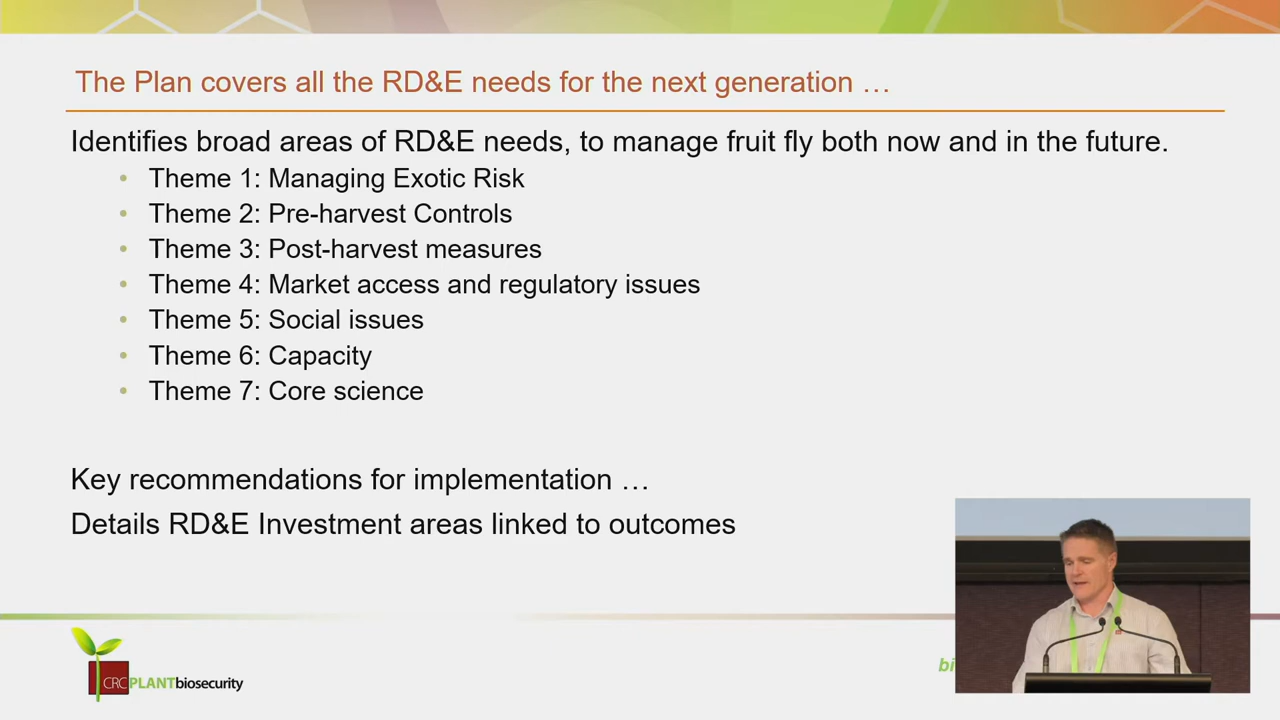 The Plan covers all the RD&E needs for the next generation …
Identifies broad areas of RD&E needs, to manage fruit fly both now and in the future.
• Theme 1: Managing Exotic Risk
• Theme 2: Pre-harvest Controls
• Theme 3: Post-harvest measures
• Theme 4: Market access and regulatory issues
• Theme 5: Social issues
• Theme 6: Capacity
• Theme 7: Core science
Key recommendations for implementation …
Details RD&E Investment areas linked to outcomes
CRCPLANTbiosecurity